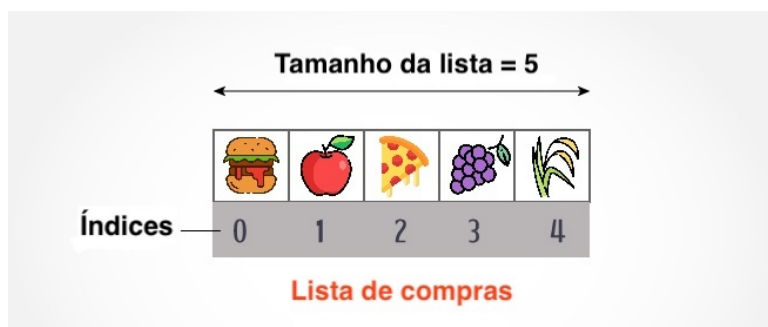 Tamanho da lista = 5
Índices
0 1 2 3 4
Lista de compras